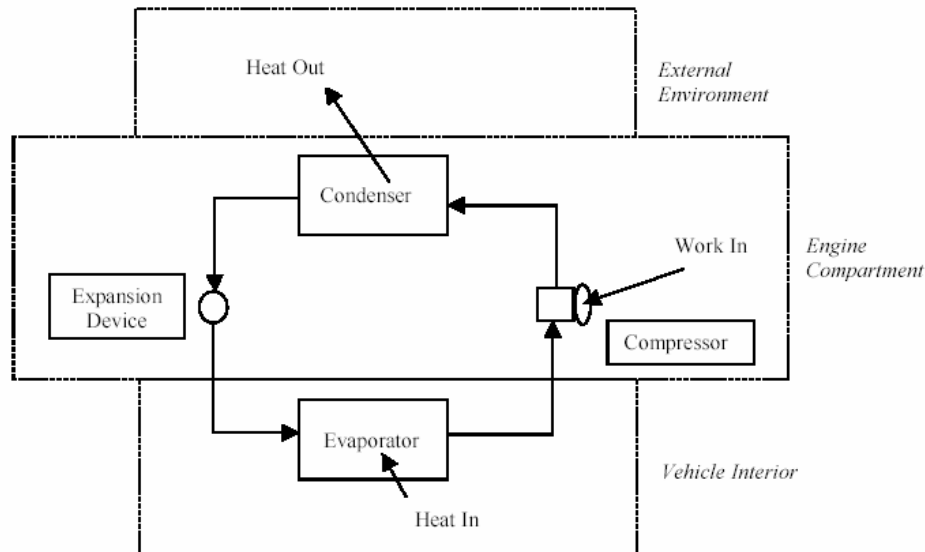 Heat Out
External
Environment
Condenser
Work In
Engine
Compartment
Expansion
Device
Compressor
Evaporator
Vehicle Interior
Heat In